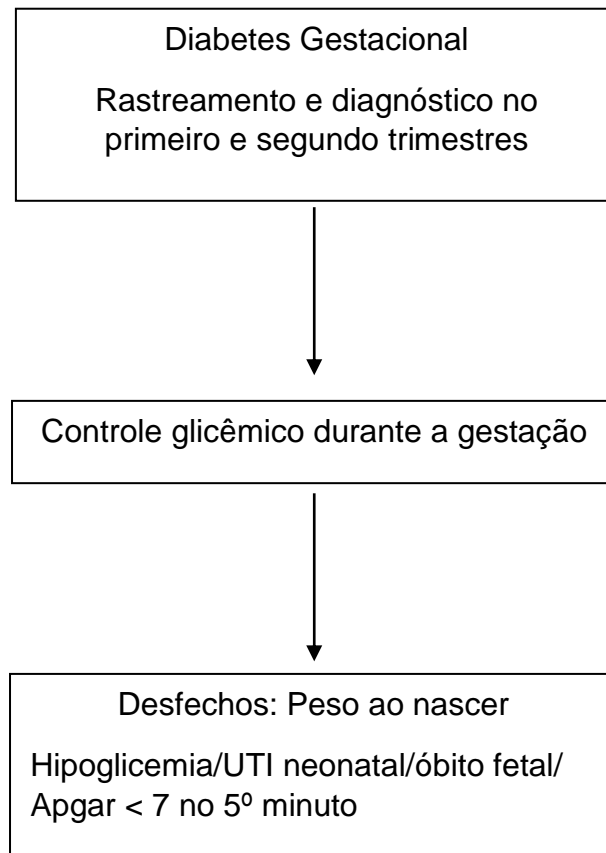 Diabetes Gestacional
Rastreamento e diagnóstico no
primeiro e segundo trimestres
Controle glicêmico durante a gestação
Desfechos: Peso ao nascer
Hipoglicemia/UTI neonatal/óbito fetal/
Apgar < 7 no 5º minuto